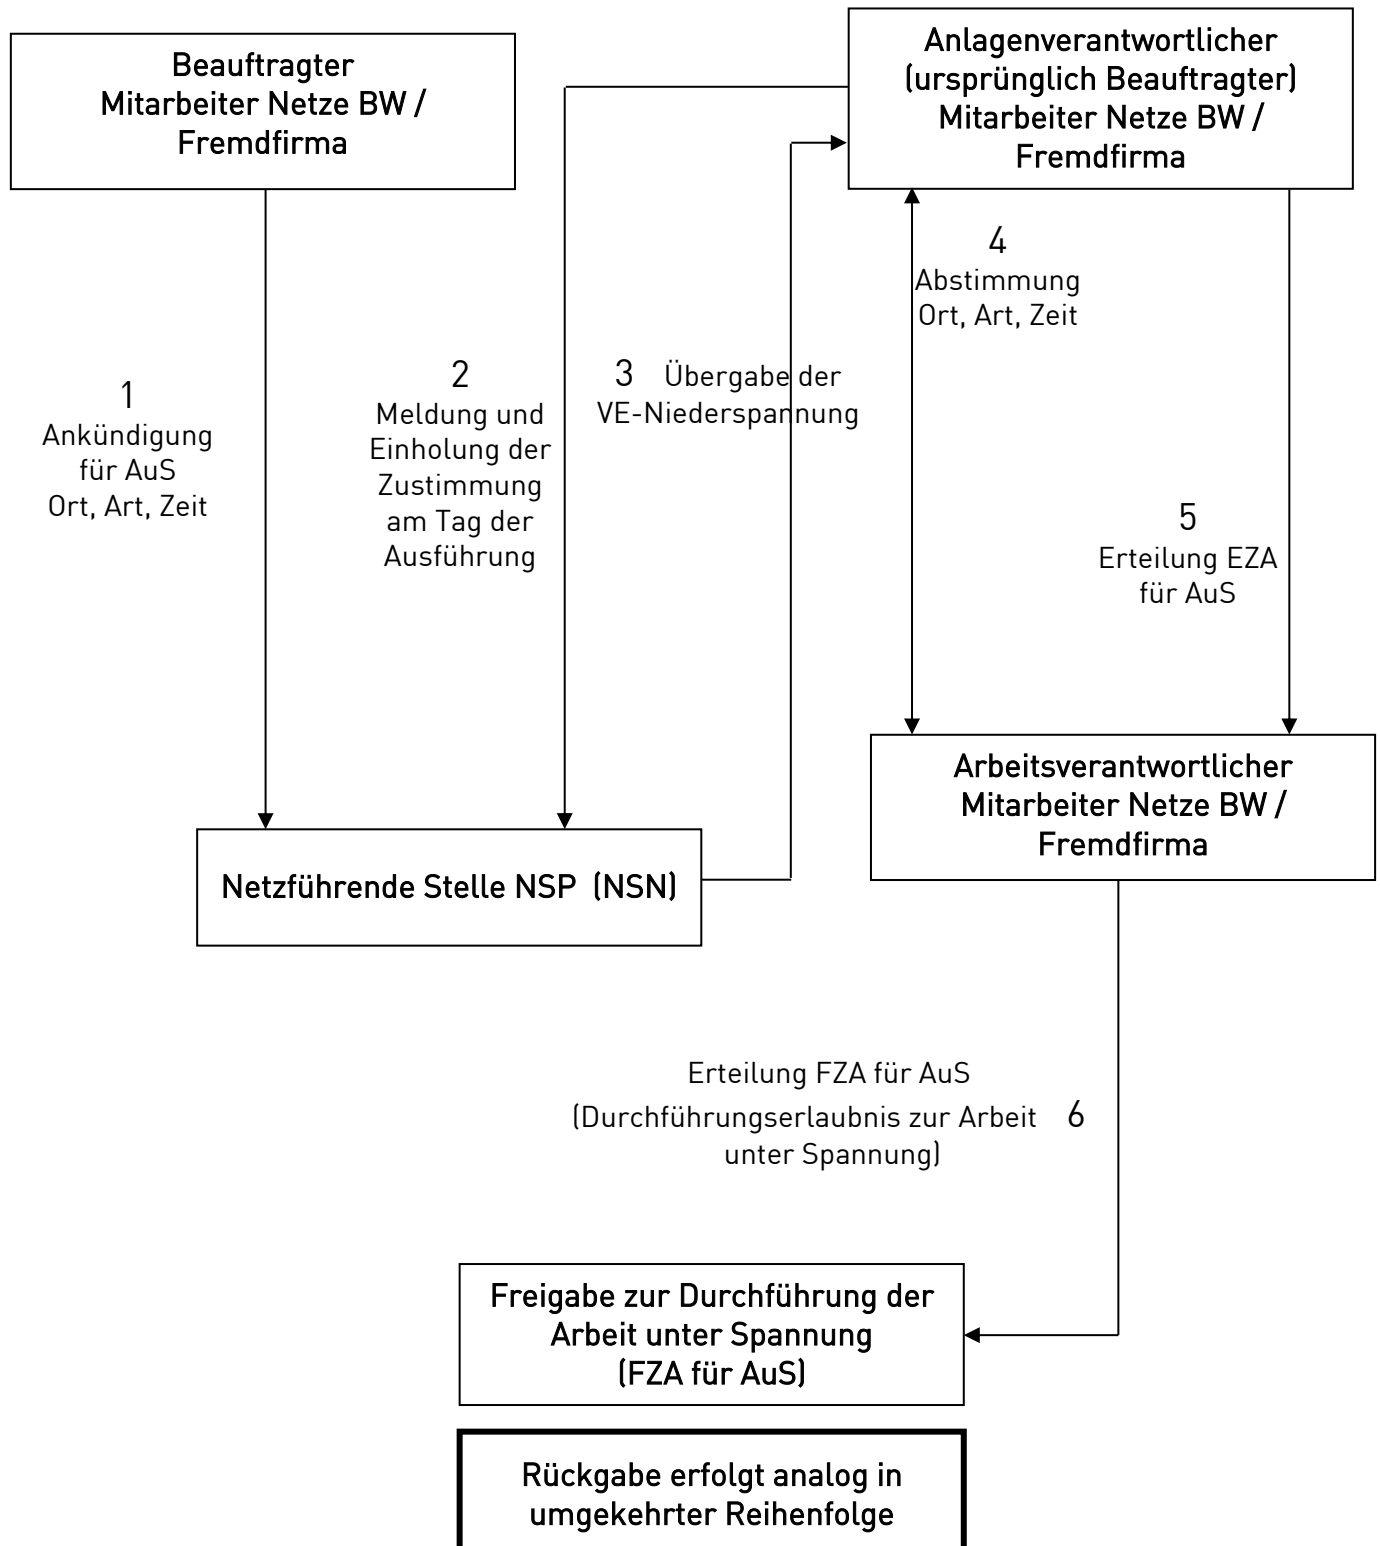 Beauftragter
Mitarbeiter Netze BW /
Fremdfirma
Anlagenverantwortlicher
(ursprünglich Beauftragter)
Mitarbeiter Netze BW /
Fremdfirma
1
Ankündigung
für AuS
Ort, Art, Zeit
2
Meldung und
Einholung der
Zustimmung
am Tag der
Ausführung
3 Übergabe der
VE-Niederspannung
4
Abstimmung
Ort, Art, Zeit
5
Erteilung EZA
für AuS
Arbeitsverantwortlicher
Mitarbeiter Netze BW /
Fremdfirma
Netzführende Stelle NSP (NSN)
Erteilung FZA für AuS
(Durchführungserlaubnis zur Arbeit 6
unter Spannung)
Freigabe zur Durchführung der
Arbeit unter Spannung
(FZA für AuS)
Rückgabe erfolgt analog in
umgekehrter Reihenfolge